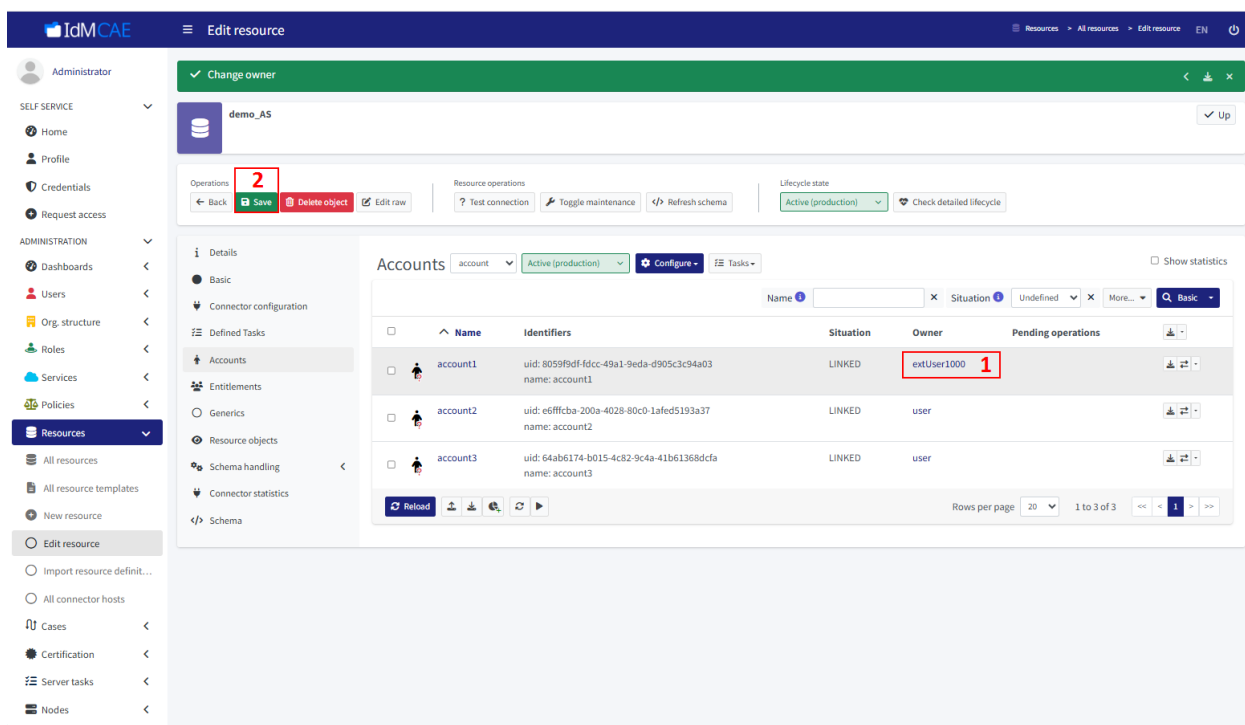 IdMCAE
Edit resource
Resources > All resources > Edit resource EN
Administrator
Change owner
SELF SERVICE
Home
Profile
Credentials
Request access
ADMINISTRATION
Dashboards
Users
Org. structure
Roles
Services
Policies
Resources
All resources
All resource templates
New resource
Edit resource
Import resource definit...
All connector hosts
Cases
Certification
Server tasks
Nodes
demo_AS
Up
Operations 2
Back Save Delete object Edit raw
Resource operations
? Test connection Toggle maintenance </> Refresh schema
Lifecycle state
Active (production) Check detailed lifecycle
Details
Basic
Connector configuration
Defined Tasks
Accounts
Entitlements
Generics
Resource objects
Schema handling
Connector statistics
</> Schema
Accounts account Active (production) Configure Tasks Show statistics
Name Situation Undefined More... Basic
Name Identifiers Situation Owner Pending operations
account1 uid: 8059f9df-fdcc-49a1-9eda-d905c3c94a03 LINKED extUser1000 1
name: account1
account2 uid: e6fffcba-200a-4028-80c0-1afed5193a37 LINKED user
name: account2
account3 uid: 64ab6174-b015-4c82-9c4a-41b61368dcfa LINKED user
name: account3
Reload Rows per page 20 1 to 3 of 3 << < 1 > >>